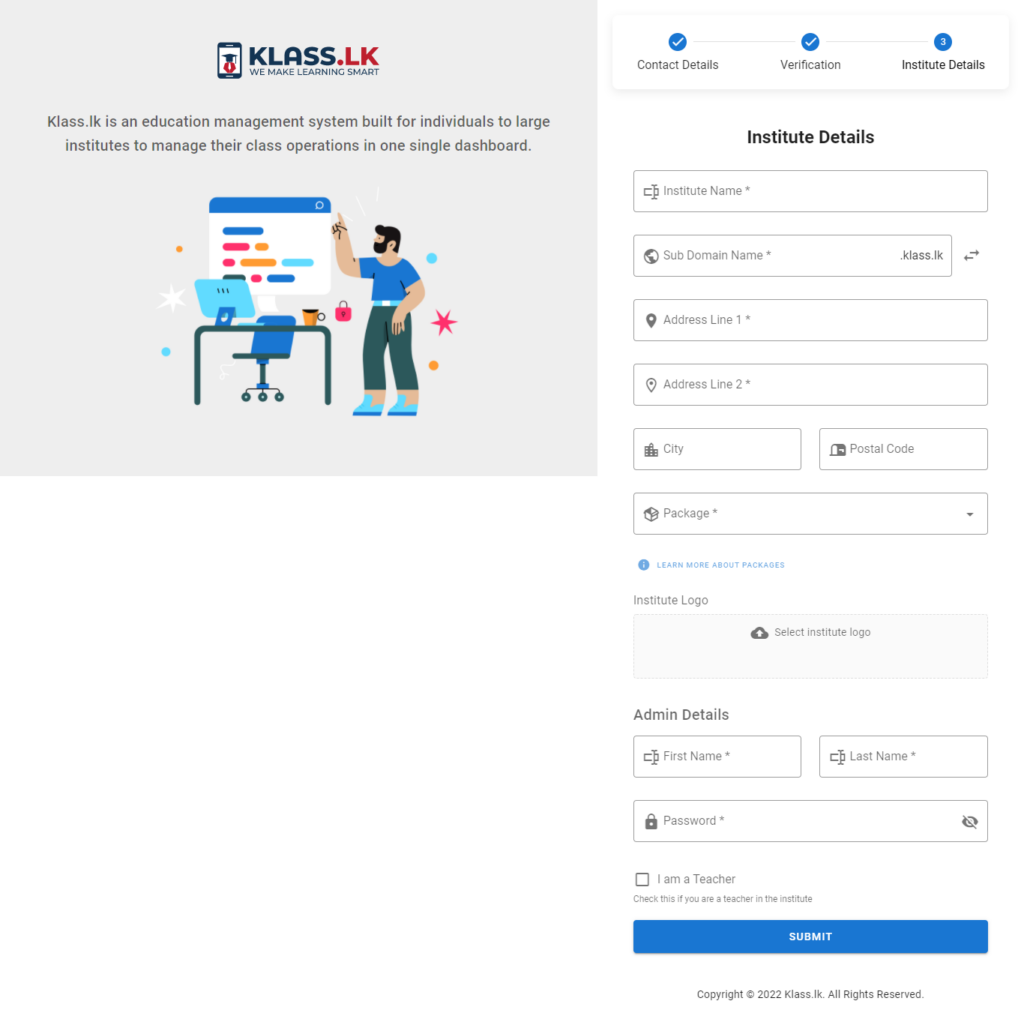 KLASS.LK
WE MAKE LEARNING SMART
Klass.lk is an education management system built for individuals to large
institutes to manage their class operations in one single dashboard.
3
Contact Details
Verification
Institute Details
Institute Details
Institute Name *
Sub Domain Name * .klass.lk
Address Line 1 *
Address Line 2 *
City
Postal Code
Package *
LEARN MORE ABOUT PACKAGES
Institute Logo
Select institute logo
Admin Details
First Name *
Last Name *
Password *
I am a Teacher
Check this if you are a teacher in the institute
SUBMIT
Copyright © 2022 Klass.lk. All Rights Reserved.